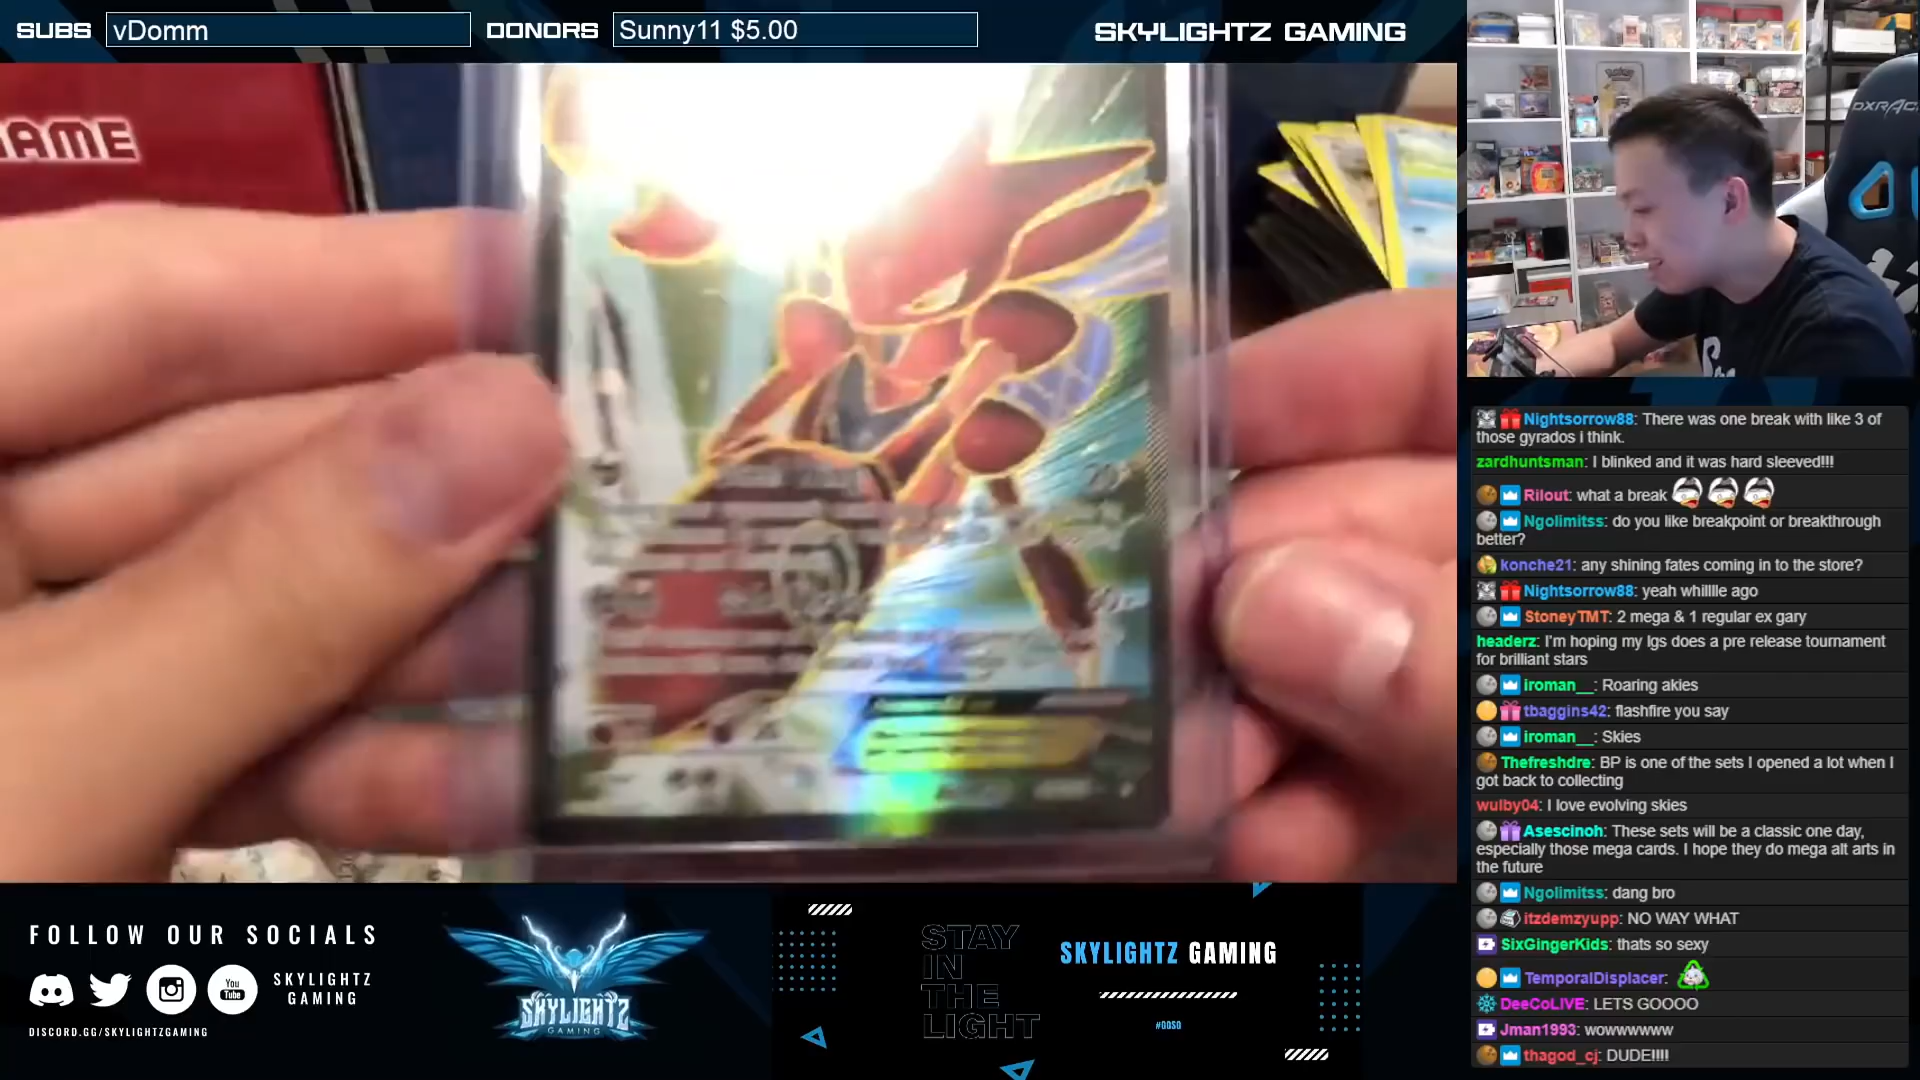 SUBS
vDomm
DONORS
Sunny11 $5.00
SKYLIGHTZ GAMING
GAME
DXRAC
Nightsorrow88: There was one break with like 3 of
those gyrados i think.
zardhuntsman: I blinked and it was hard sleeved!!!
Rilout: what a break
Ngolimitss: do you like breakpoint or breakthrough
better?
konche21: any shining fates coming in to the store?
Nightsorrow88: yeah whilllle ago
StoneyTMT: 2 mega & 1 regular ex gary
headerz: I'm hoping my lgs does a pre release tournament
for brilliant stars
iroman__: Roaring akies
tbaggins42: flashfire you say
iroman__: Skies
Thefreshdre: BP is one of the sets I opened a lot when I
got back to collecting
wulby04: I love evolving skies
Asescinoh: These sets will be a classic one day,
especially those mega cards. I hope they do mega alt arts in
the future
Ngolimitss: dang bro
itzdemzyupp: NO WAY WHAT
SixGingerKids: thats so sexy
TemporalDisplacer:
DeeCoLIVE: LETS GOOOO
Jman1993: wowwwwww
thagod_cj: DUDE!!!!
FOLLOW OUR SOCIALS
You
Tube
SKYLIGHTZ
GAMING
DISCORD.GG/SKYLIGHTZGAMING
SKYLIGHTZ
GAMING
STAY
IN
THE
LIGHT
SKYLIGHTZ GAMING